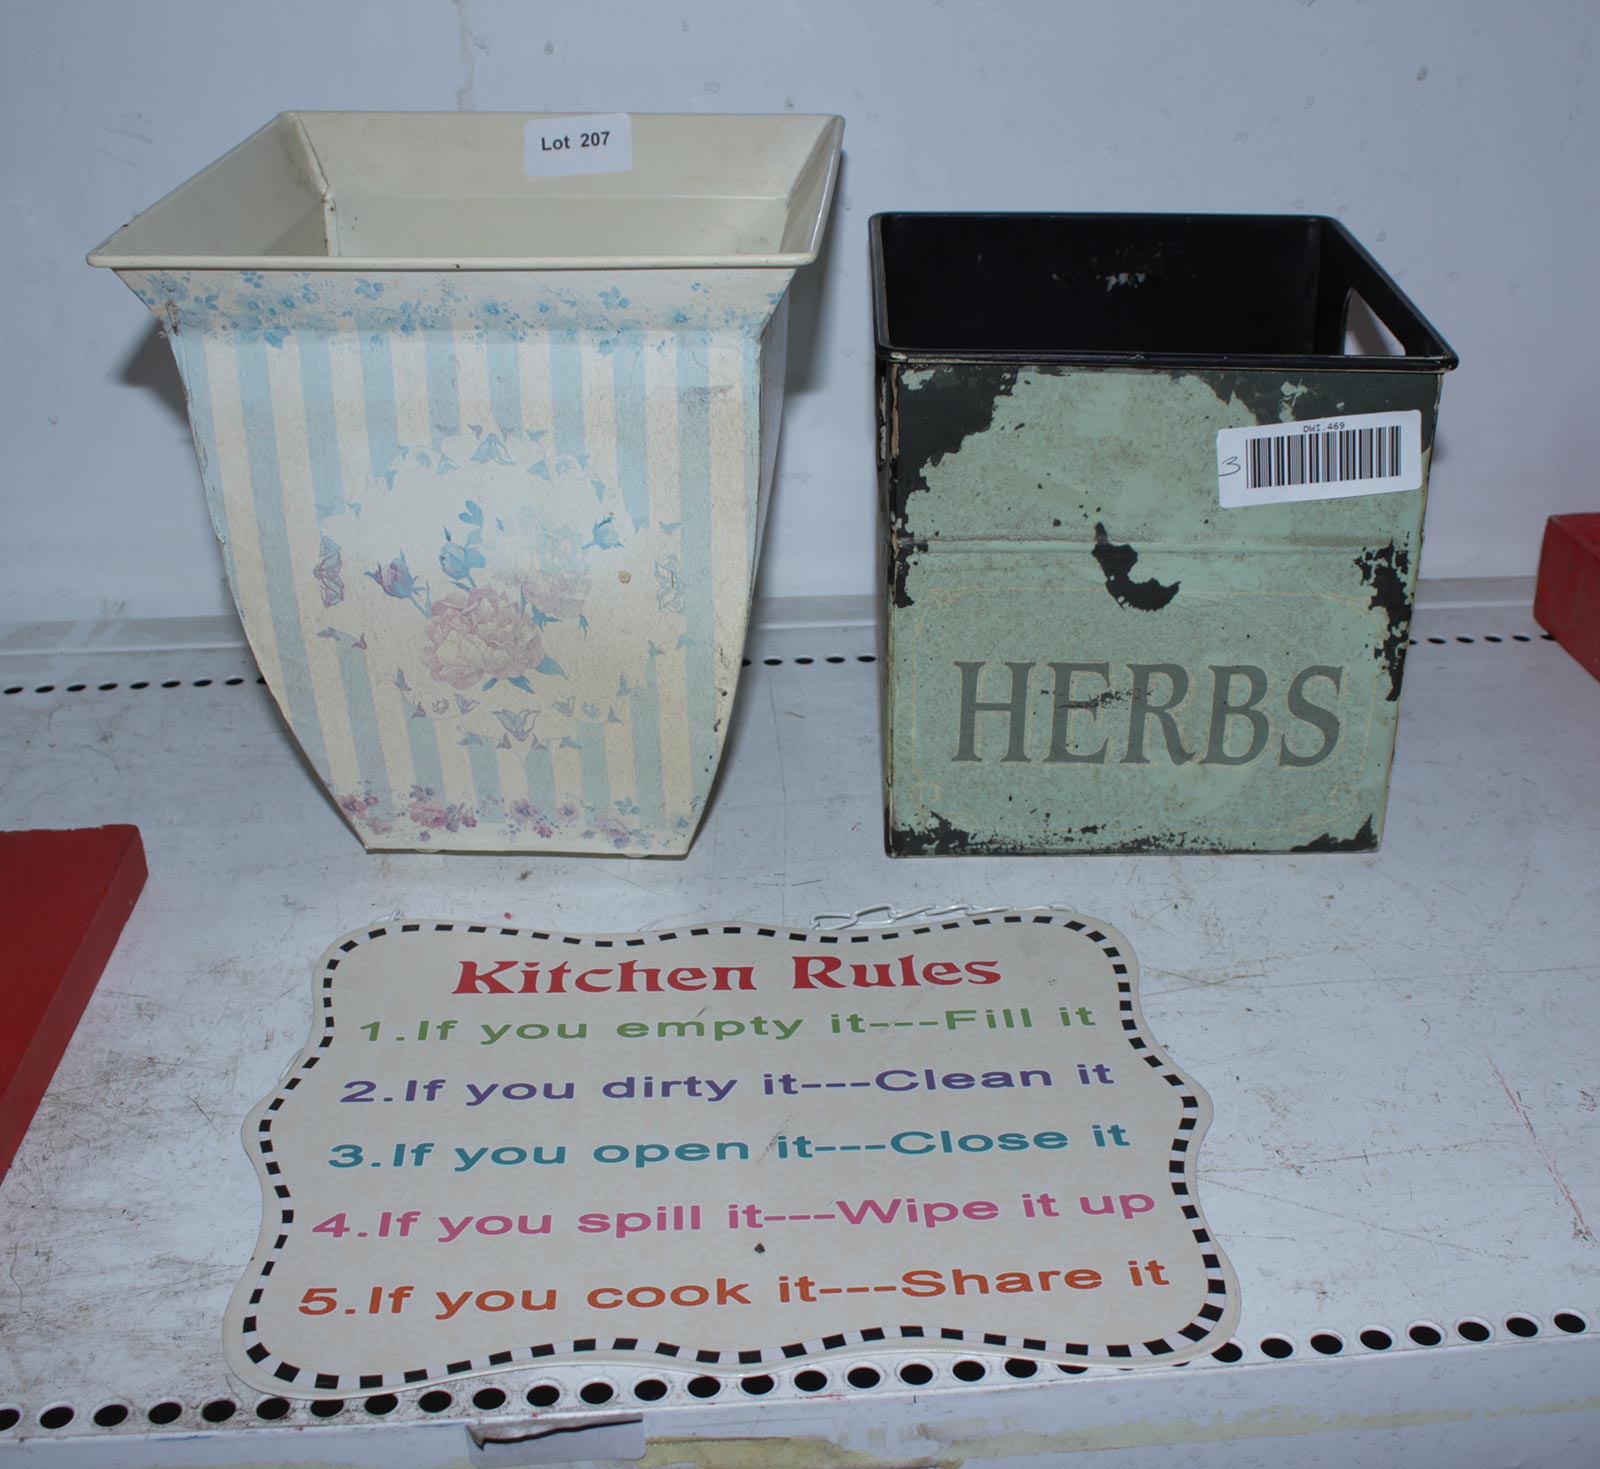 Lot 207
DWI.469
3
HERBS
Kitchen Rules
1.If you empty it---Fill it
2.If you dirty it---Clean it
3.If you open it---Close it
4.If you spill it---Wipe it up
5.If you cook it---Share it